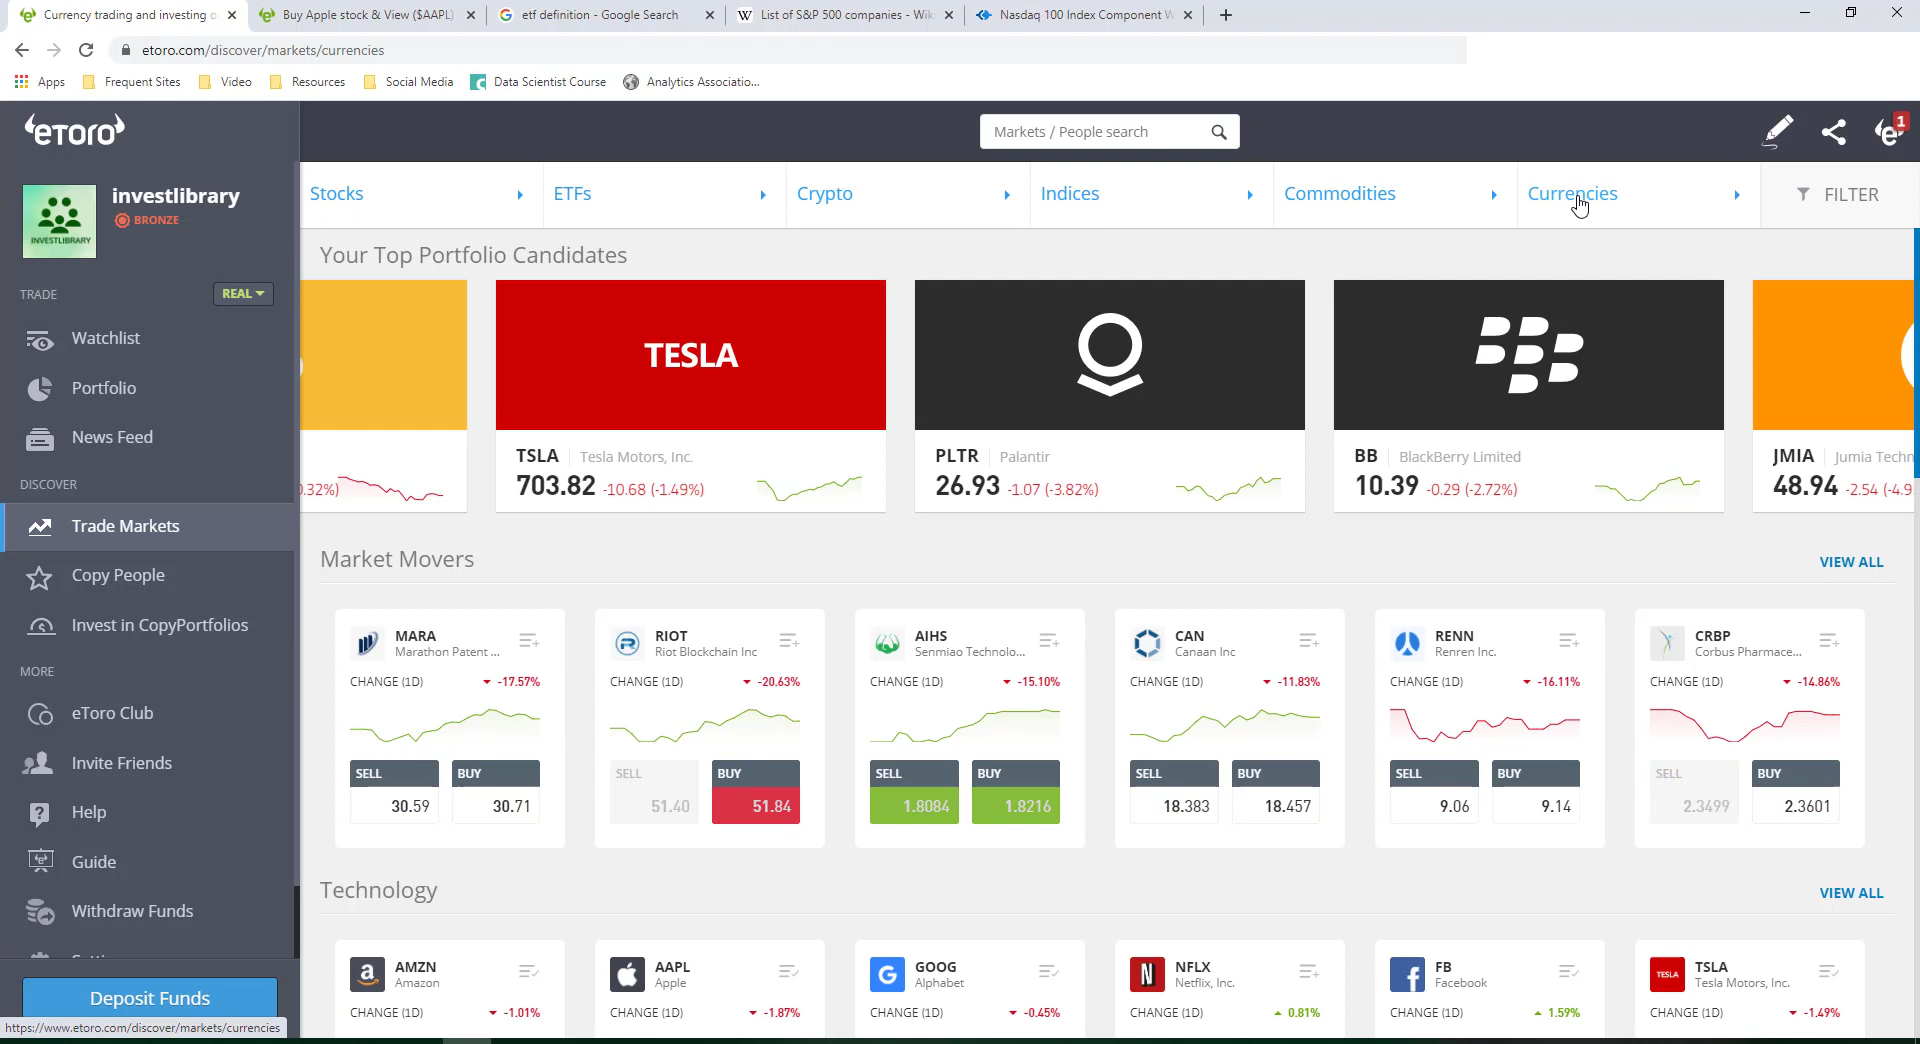 Currency trading and investing o
Buy Apple stock & View ($AAPL)
etf definition - Google Search
List of S&P 500 companies - Wik
Nasdaq 100 Index Component W
etoro.com/discover/markets/currencies
Apps
Frequent Sites
Video
Resources
Social Media
Data Scientist Course
Analytics Associatio...
eToro
Markets / People search
1
INVESTLIBRARY
investlibrary
BRONZE
TRADE
REAL
Watchlist
Portfolio
News Feed
DISCOVER
Trade Markets
Copy People
Invest in CopyPortfolios
MORE
eToro Club
Invite Friends
Help
Guide
Withdraw Funds
Deposit Funds
https://www.etoro.com/discover/markets/currencies
Stocks
ETFs
Crypto
Indices
Commodities
Currencies
FILTER
Your Top Portfolio Candidates
0.32%)
TESLA
TSLA Tesla Motors, Inc.
703.82 -10.68 (-1.49%)
PLTR Palantir
26.93 -1.07 (-3.82%)
BB BlackBerry Limited
10.39 -0.29 (-2.72%)
JMIA Jumia Techn
48.94 -2.54 (-4.9
Market Movers
VIEW ALL
MARA
Marathon Patent ...
CHANGE (1D) -17.57%
SELL BUY
30.59 30.71
RIOT
Riot Blockchain Inc
CHANGE (1D) -20.63%
SELL BUY
51.40 51.84
AIHS
Senmiao Technolo...
CHANGE (1D) -15.10%
SELL BUY
1.8084 1.8216
CAN
Canaan Inc
CHANGE (1D) -11.83%
SELL BUY
18.383 18.457
RENN
Renren Inc.
CHANGE (1D) -16.11%
SELL BUY
9.06 9.14
CRBP
Corbus Pharmace...
CHANGE (1D) -14.86%
SELL BUY
2.3499 2.3601
Technology
VIEW ALL
AMZN
Amazon
CHANGE (1D) -1.01%
AAPL
Apple
CHANGE (1D) -1.87%
GOOG
Alphabet
CHANGE (1D) -0.45%
NFLX
Netflix, Inc.
CHANGE (1D) 0.81%
FB
Facebook
CHANGE (1D) 1.59%
TESLA
TSLA
Tesla Motors, Inc.
CHANGE (1D) -1.49%